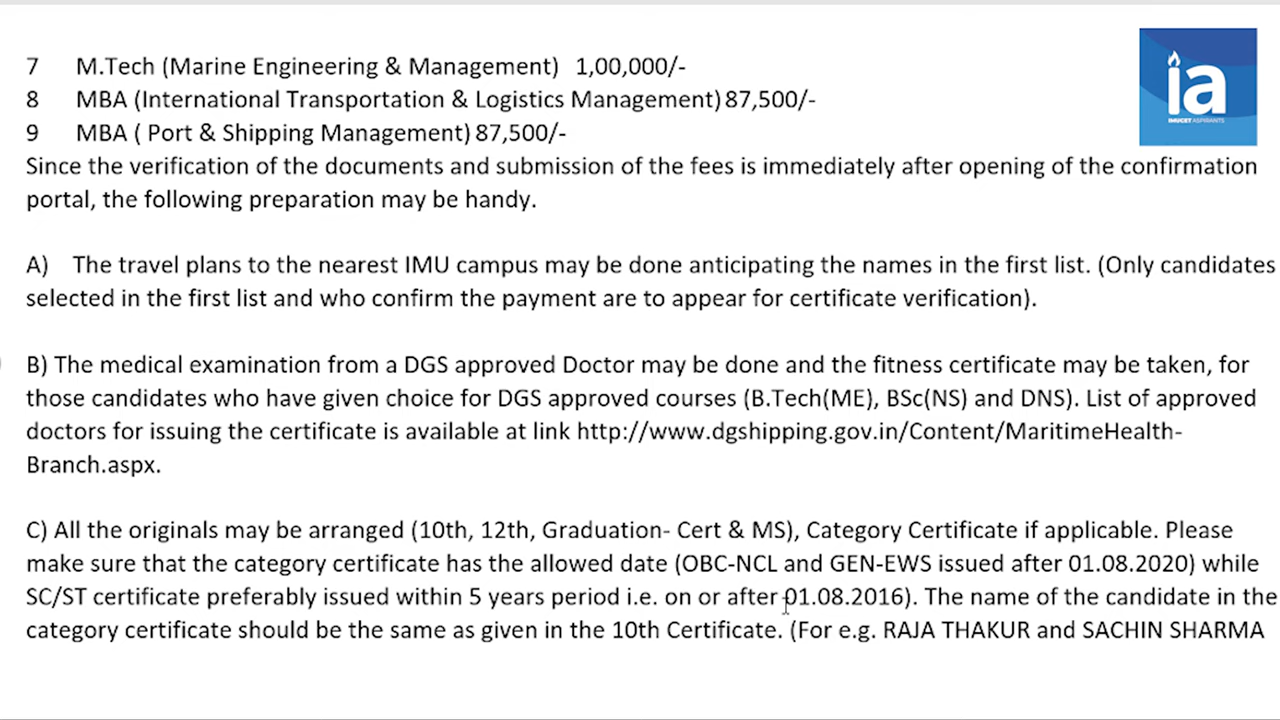 7 M.Tech (Marine Engineering & Management) 1,00,000/-
8 MBA (International Transportation & Logistics Management) 87,500/-
9 MBA ( Port & Shipping Management) 87,500/-
Since the verification of the documents and submission of the fees is immediately after opening of the confirmation
portal, the following preparation may be handy.
A) The travel plans to the nearest IMU campus may be done anticipating the names in the first list. (Only candidates
selected in the first list and who confirm the payment are to appear for certificate verification).
B) The medical examination from a DGS approved Doctor may be done and the fitness certificate may be taken, for
those candidates who have given choice for DGS approved courses (B.Tech(ME), BSc(NS) and DNS). List of approved
doctors for issuing the certificate is available at link http://www.dgshipping.gov.in/Content/MaritimeHealth-
Branch.aspx.
C) All the originals may be arranged (10th, 12th, Graduation- Cert & MS), Category Certificate if applicable. Please
make sure that the category certificate has the allowed date (OBC-NCL and GEN-EWS issued after 01.08.2020) while
SC/ST certificate preferably issued within 5 years period i.e. on or after 01.08.2016). The name of the candidate in the
category certificate should be the same as given in the 10th Certificate. (For e.g. RAJA THAKUR and SACHIN SHARMA
ia
IMUCET ASPIRANTS